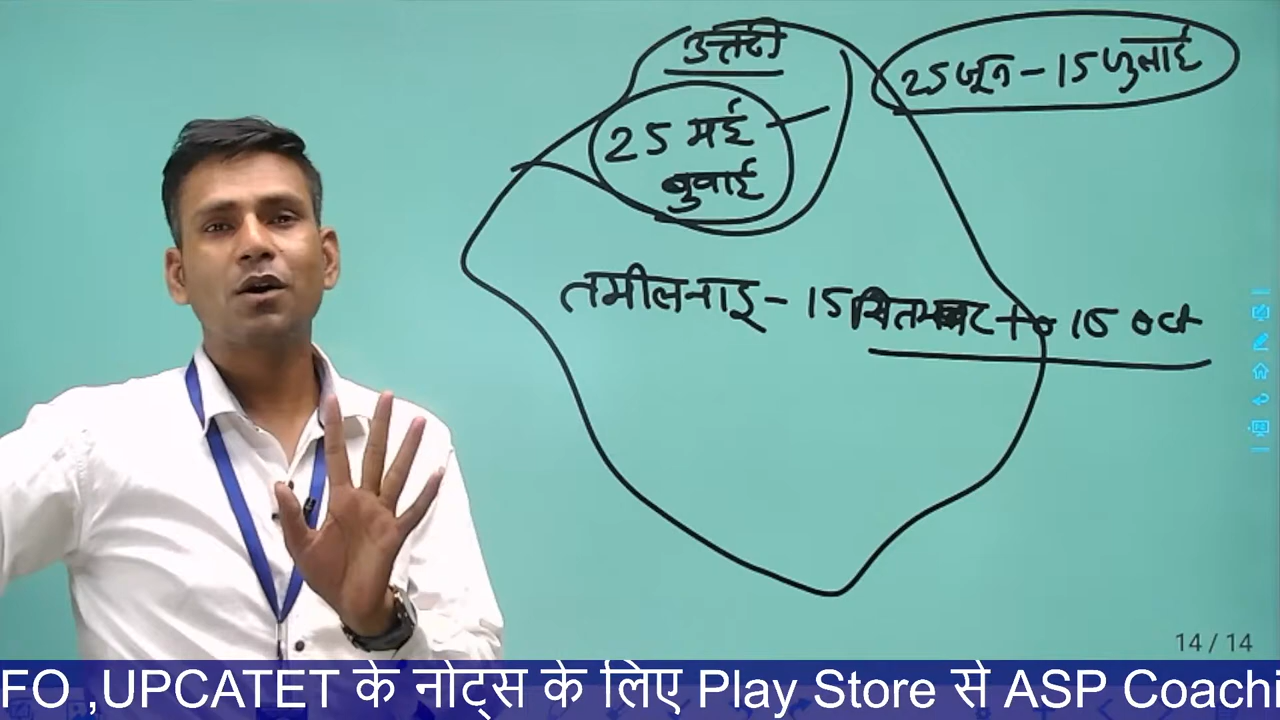 उत्तरी
25 जून - 15 जुलाई
25 मई
बुवाई
तमीलनाडू - 15 सितम्बर to 15 oct
14 / 14
FO ,UPCATET के नोट्स के लिए Play Store से ASP Coachi